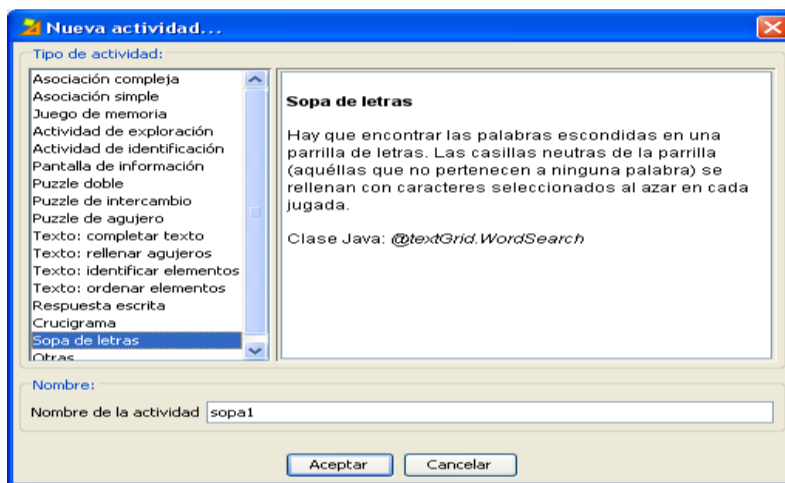 Nueva actividad...
Tipo de actividad:
Asociación compleja
Asociación simple
Juego de memoria
Actividad de exploración
Actividad de identificación
Pantalla de información
Puzzle doble
Puzzle de intercambio
Puzzle de agujero
Texto: completar texto
Texto: rellenar agujeros
Texto: identificar elementos
Texto: ordenar elementos
Respuesta escrita
Crucigrama
Sopa de letras
Otras
Sopa de letras
Hay que encontrar las palabras escondidas en una
parrilla de letras. Las casillas neutras de la parrilla
(aquéllas que no pertenecen a ninguna palabra) se
rellenan con caracteres seleccionados al azar en cada
jugada.
Clase Java: @textGrid.WordSearch
Nombre:
Nombre de la actividad sopa1
Aceptar Cancelar